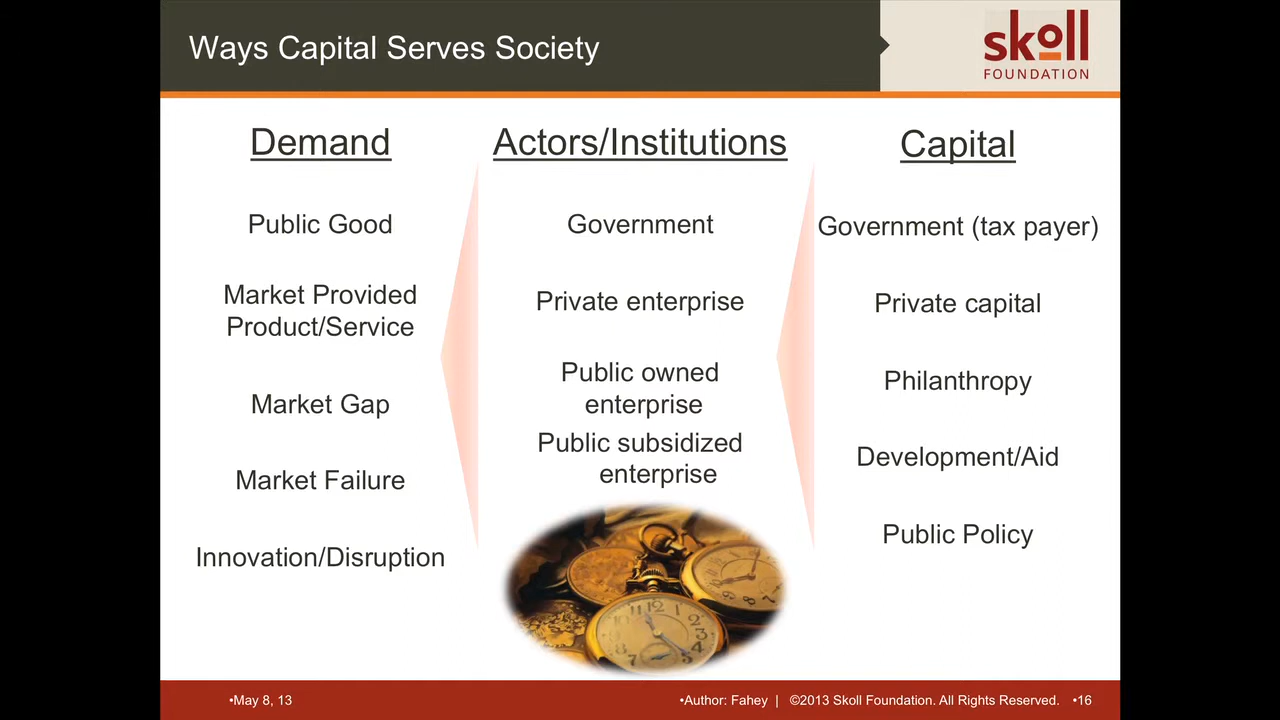 Ways Capital Serves Society
skoll
FOUNDATION
Demand
Public Good
Market Provided
Product/Service
Market Gap
Market Failure
Innovation/Disruption
Actors/Institutions
Government
Private enterprise
Public owned
enterprise
Public subsidized
enterprise
Capital
Government (tax payer)
Private capital
Philanthropy
Development/Aid
Public Policy
•May 8, 13
•Author: Fahey | ©2013 Skoll Foundation. All Rights Reserved. •16